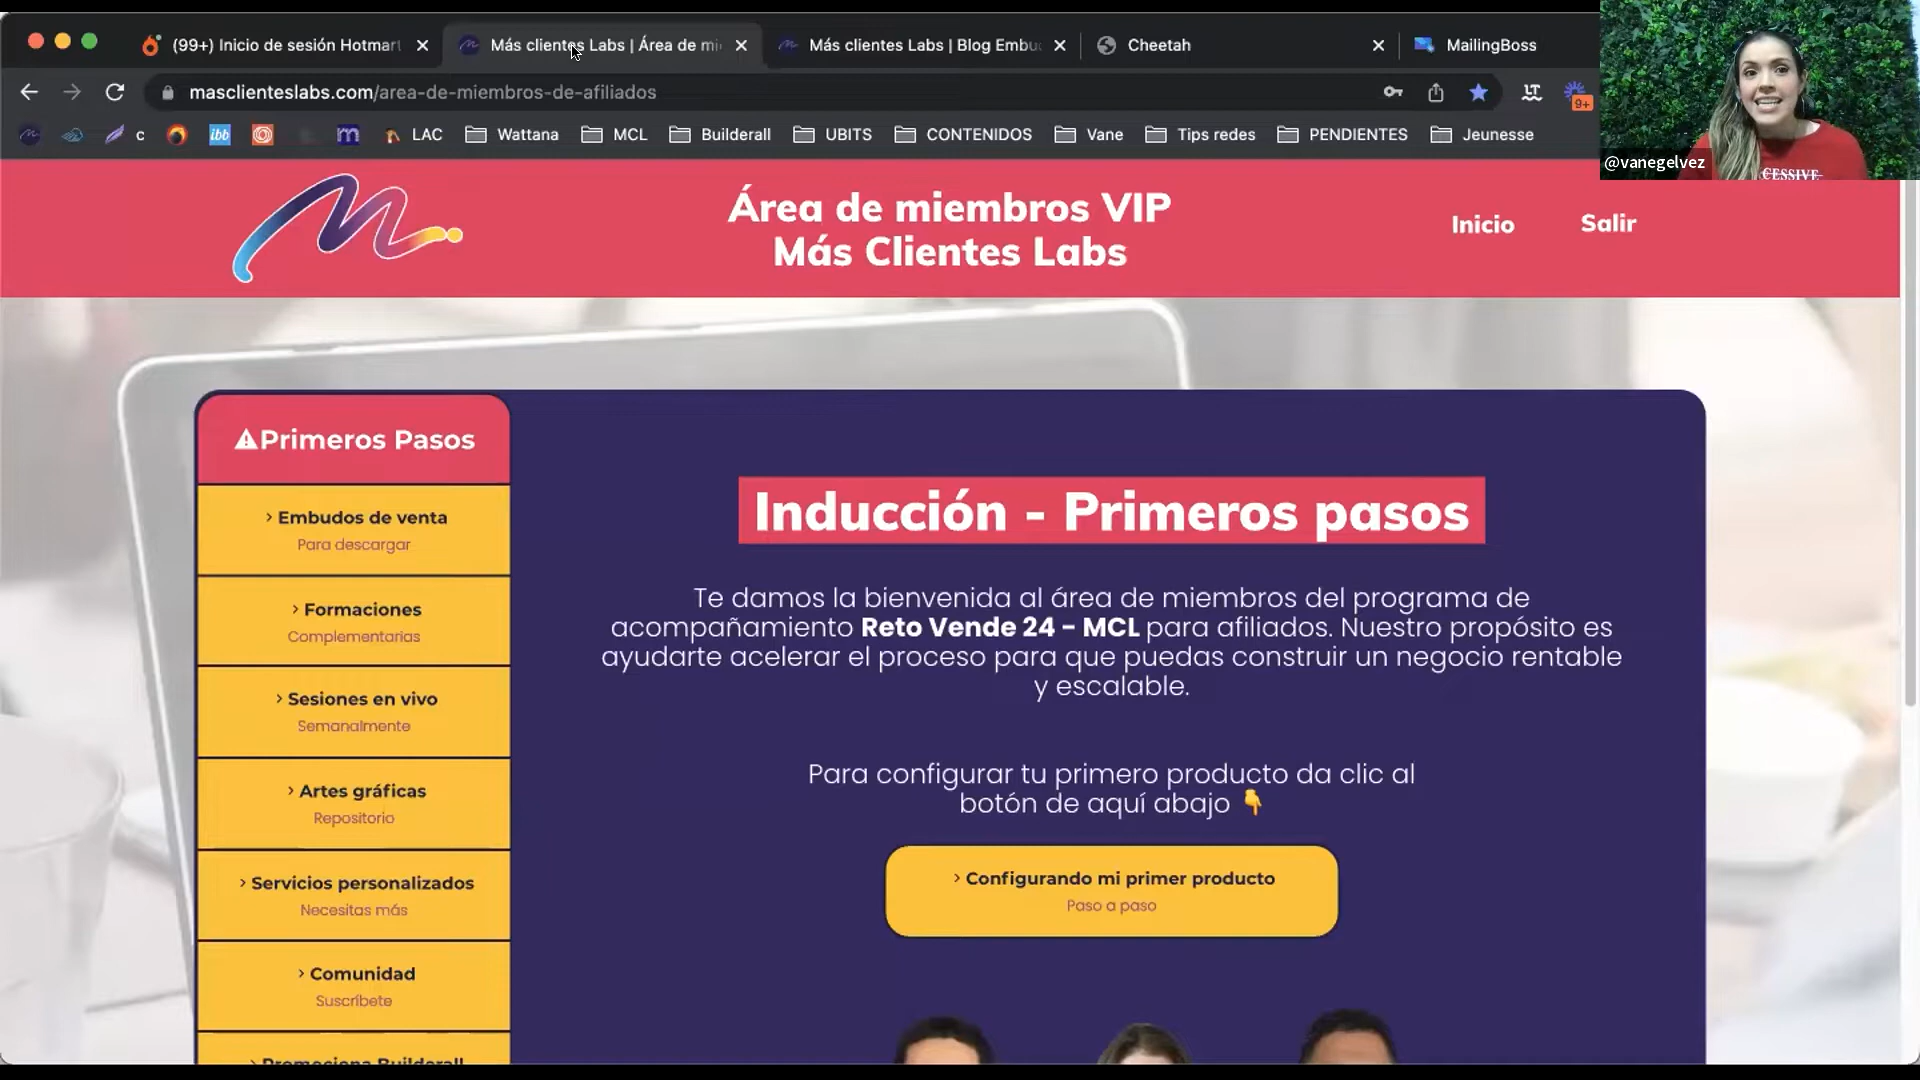 (99+) Inicio de sesión Hotmart
Más clientes Labs | Área de mi
Más clientes Labs | Blog Embu
Cheetah
MailingBoss
masclienteslabs.com/area-de-miembros-de-afiliados
9+
ibb
c
LAC
Wattana
MCL
Builderall
UBITS
CONTENIDOS
Vane
Tips redes
PENDIENTES
Jeunesse
@vanegelvez
CESSIVE
Área de miembros VIP
Más Clientes Labs
Inicio
Salir
Primeros Pasos
> Embudos de venta
Para descargar
> Formaciones
Complementarias
> Sesiones en vivo
Semanalmente
> Artes gráficas
Repositorio
> Servicios personalizados
Necesitas más
> Comunidad
Suscríbete
> Promociona Builderall
Inducción - Primeros pasos
Te damos la bienvenida al área de miembros del programa de
acompañamiento Reto Vende 24 - MCL para afiliados. Nuestro propósito es
ayudarte acelerar el proceso para que puedas construir un negocio rentable
y escalable.
Para configurar tu primero producto da clic al
botón de aquí abajo 👇
> Configurando mi primer producto
Paso a paso